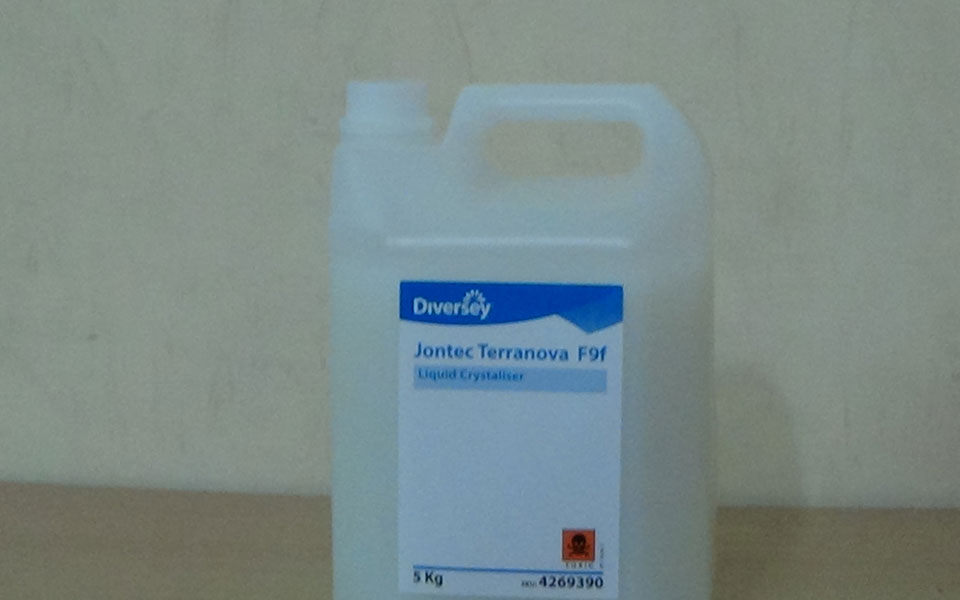 Diversey
Jontec Terranova F9f
Liquid Crystaliser
TOXIC
5 Kg 4269390